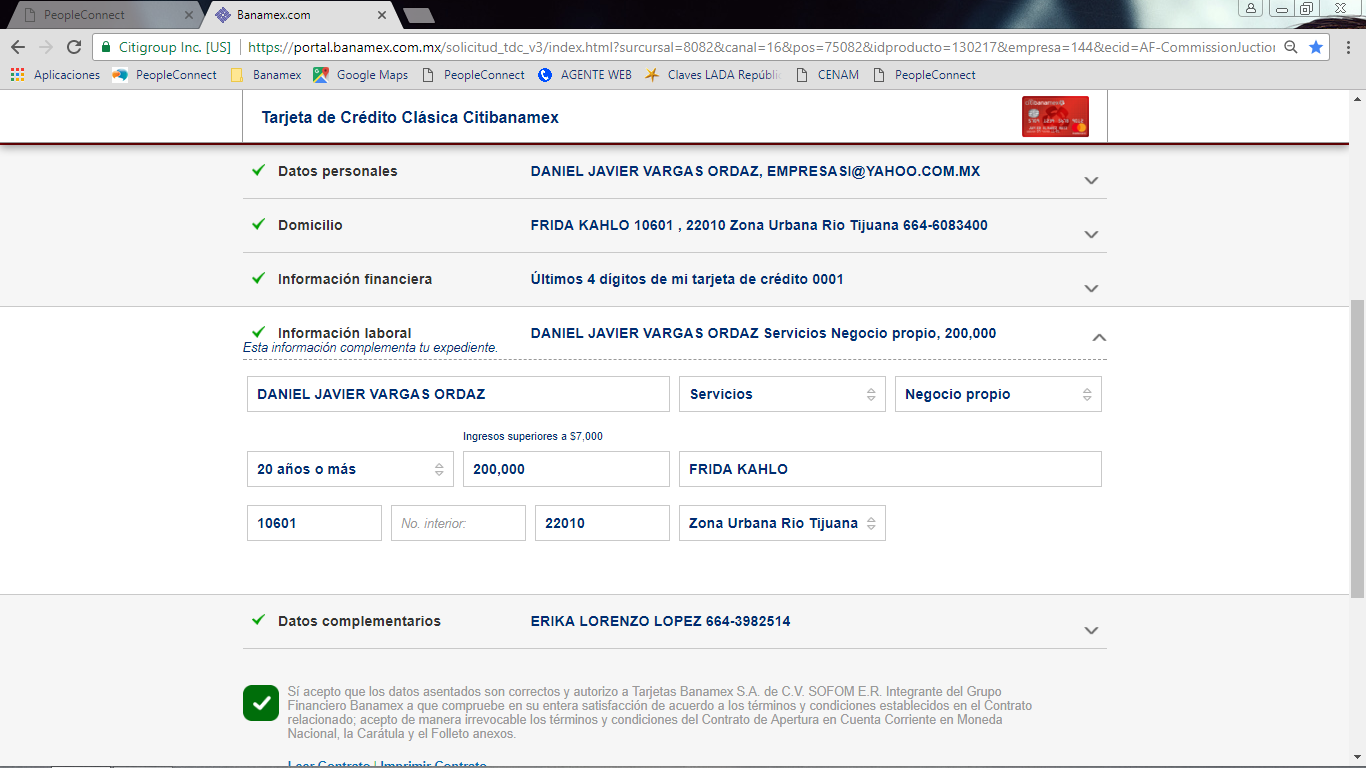 PeopleConnect
Banamex.com
Citigroup Inc. [US] | https://portal.banamex.com.mx/solicitud_tdc_v3/index.html?surcursal=8082&canal=16&pos=75082&idproducto=130217&empresa=144&ecid=AF-CommissionJuctio
Aplicaciones PeopleConnect Banamex Google Maps PeopleConnect AGENTE WEB Claves LADA Repúblic CENAM PeopleConnect
Tarjeta de Crédito Clásica Citibanamex
Datos personales DANIEL JAVIER VARGAS ORDAZ, EMPRESASI@YAHOO.COM.MX
Domicilio FRIDA KAHLO 10601 , 22010 Zona Urbana Rio Tijuana 664-6083400
Información financiera Últimos 4 dígitos de mi tarjeta de crédito 0001
Información laboral DANIEL JAVIER VARGAS ORDAZ Servicios Negocio propio, 200,000
Esta información complementa tu expediente.
DANIEL JAVIER VARGAS ORDAZ Servicios Negocio propio
Ingresos superiores a $7,000
20 años o más 200,000 FRIDA KAHLO
10601 No. interior: 22010 Zona Urbana Rio Tijuana
Datos complementarios ERIKA LORENZO LOPEZ 664-3982514
Sí acepto que los datos asentados son correctos y autorizo a Tarjetas Banamex S.A. de C.V. SOFOM E.R. Integrante del Grupo
Financiero Banamex a que compruebe en su entera satisfacción de acuerdo a los términos y condiciones establecidos en el Contrato
relacionado; acepto de manera irrevocable los términos y condiciones del Contrato de Apertura en Cuenta Corriente en Moneda
Nacional, la Carátula y el Folleto anexos.
Leer Contrato | Imprimir Contrato